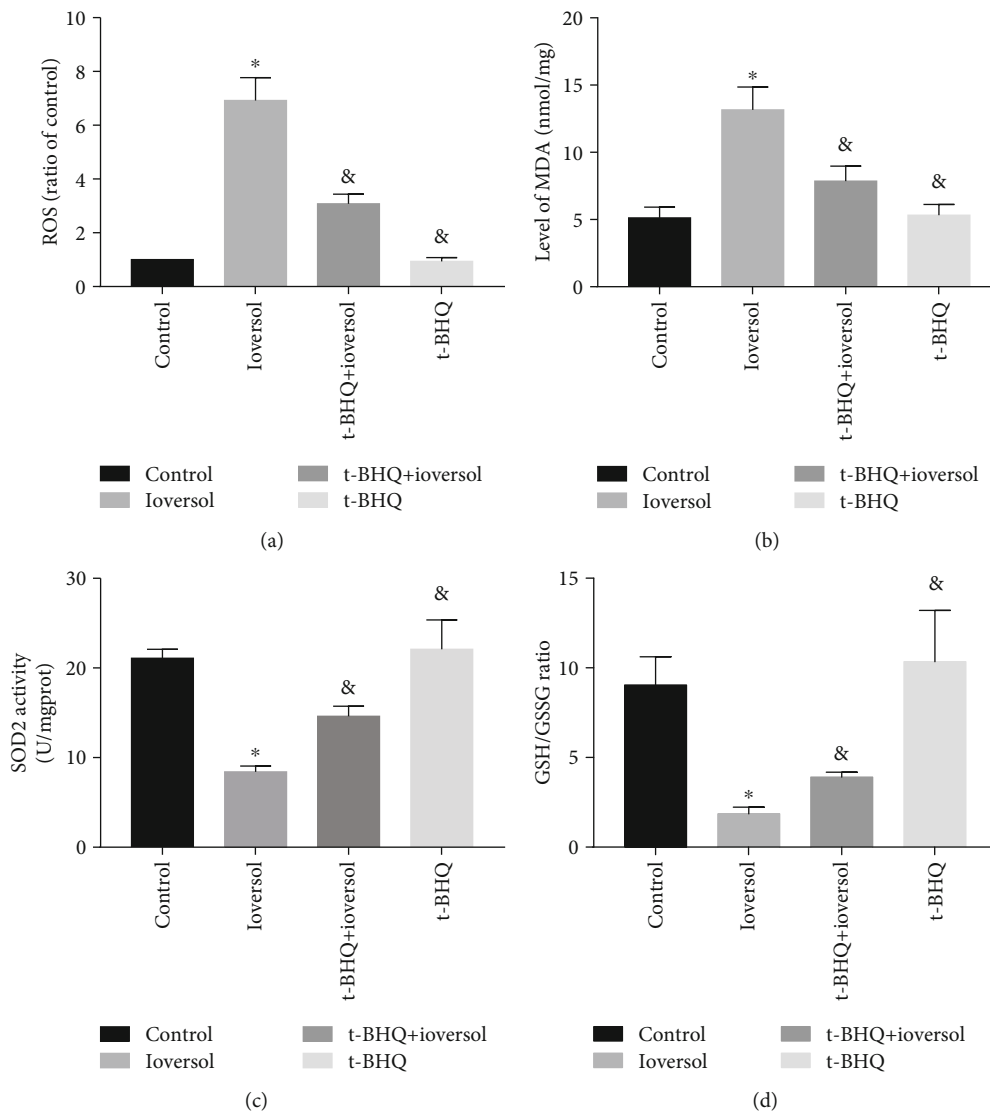 10
8
6
4
2
0
ROS (ratio of control)
*
&
&
Control
Ioversol
t-BHQ+ioversol
t-BHQ
Control
t-BHQ+ioversol
Ioversol
t-BHQ
(a)
20
15
10
5
0
Level of MDA (nmol/mg)
*
&
&
Control
Ioversol
t-BHQ+ioversol
t-BHQ
Control
t-BHQ+ioversol
Ioversol
t-BHQ
(b)
30
20
10
0
SOD2 activity
(U/mgprot)
*
&
&
Control
Ioversol
t-BHQ+ioversol
t-BHQ
Control
t-BHQ+ioversol
Ioversol
t-BHQ
(c)
15
10
5
0
GSH/GSSG ratio
*
&
&
Control
Ioversol
t-BHQ+ioversol
t-BHQ
Control
t-BHQ+ioversol
Ioversol
t-BHQ
(d)